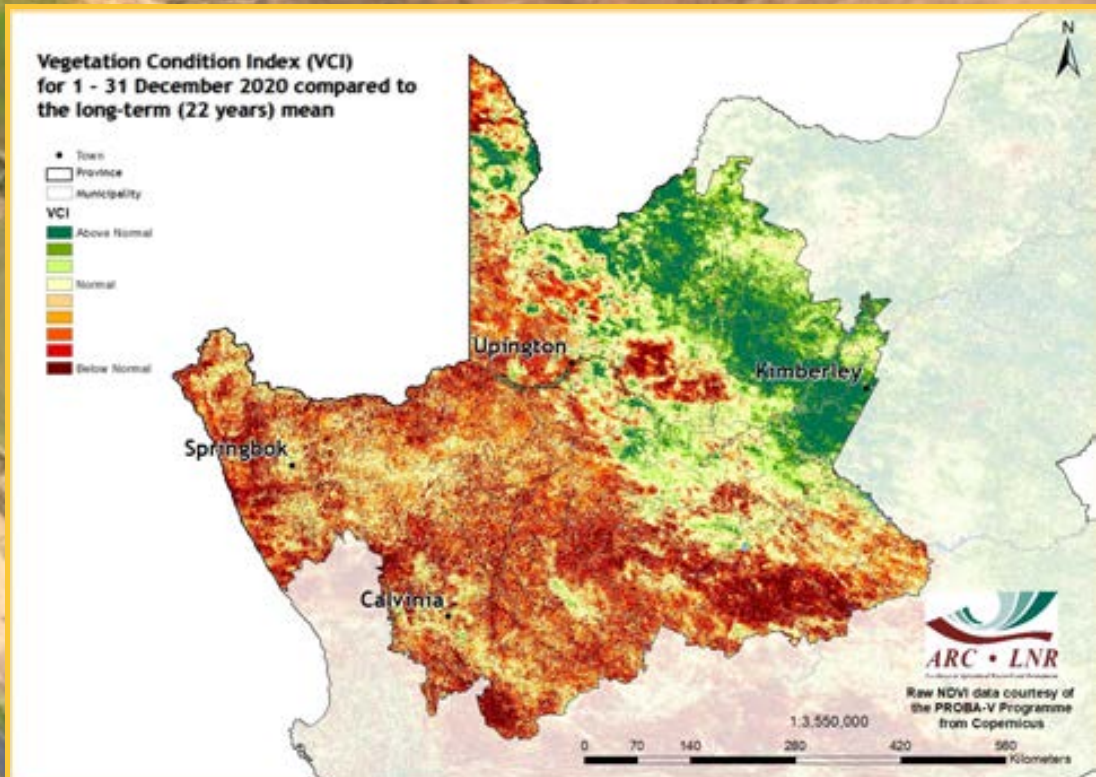 Vegetation Condition Index (VCI)
for 1 - 31 December 2020 compared to
the long-term (22 years) mean
N
Town
Province
Municipality
VCI
Above Normal
Normal
Below Normal
Upington
Kimberley
Springbok
Calvinia
ARC • LNR
Raw NDVI data courtesy of
the PROBA-V Programme
from Copernicus
1:3,550,000
0 70 140 280 420 560
Kilometers